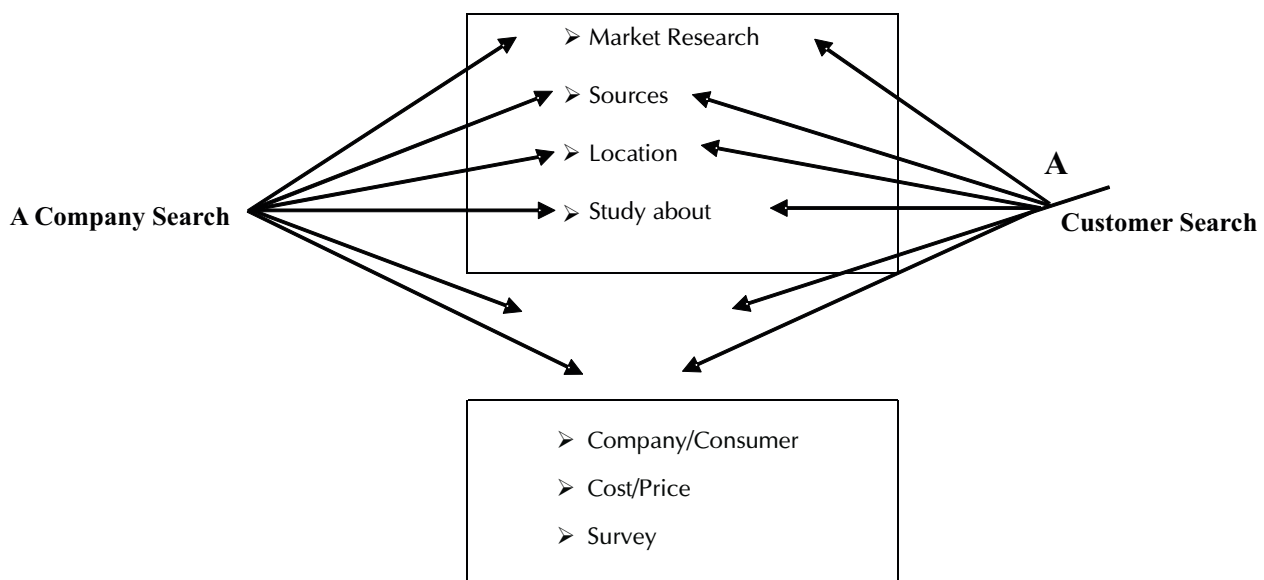 ➢ Market Research
➢ Sources
➢ Location
➢ Study about
A Company Search
A
Customer Search
➢ Company/Consumer
➢ Cost/Price
➢ Survey